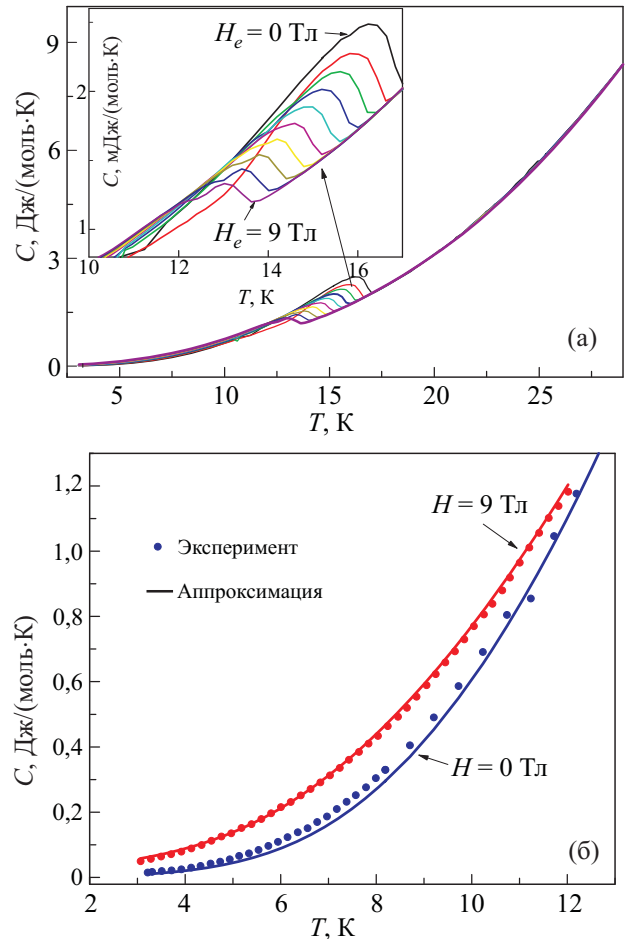 Hₑ = 0 Тл
C, мДж/(моль·К)
2
1
10 12 14 16
T, К
Hₑ = 9 Тл
C, Дж/(моль·К)
9
6
3
0
5 10 15 20 25
T, К
(а)
C, Дж/(моль·К)
1,2
1,0
0,8
0,6
0,4
0,2
0
Эксперимент
Аппроксимация
H = 9 Тл
H = 0 Тл
(б)
2 4 6 8 10 12
T, К